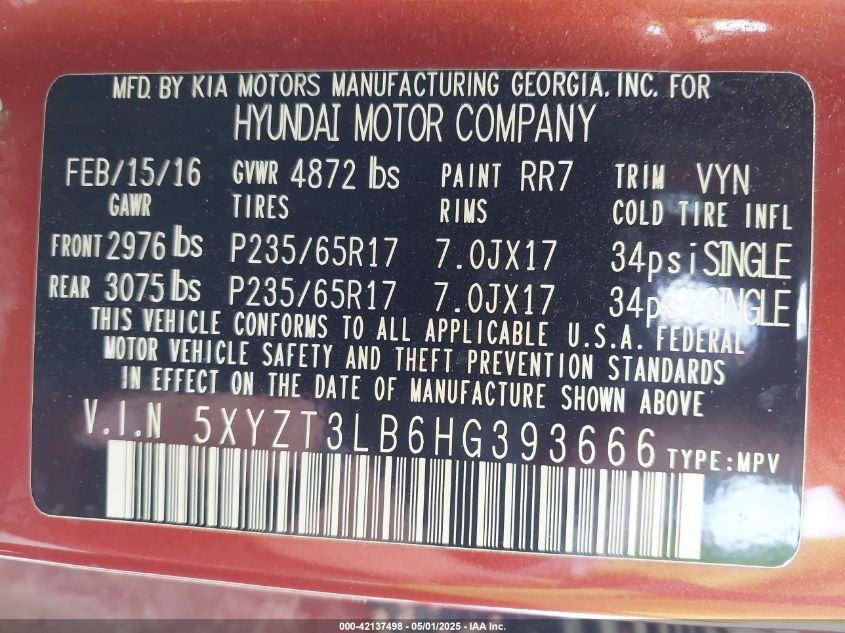 MFD. BY KIA MOTORS MANUFACTURING GEORGIA, INC. FOR
HYUNDAI MOTOR COMPANY
FEB/15/16 GVWR 4872 lbs PAINT RR7 TRIM VYN
GAWR TIRES RIMS COLD TIRE INFL
FRONT 2976 lbs P235/65R17 7.0JX17 34psi SINGLE
REAR 3075 lbs P235/65R17 7.0JX17 34psi SINGLE
THIS VEHICLE CONFORMS TO ALL APPLICABLE U.S.A. FEDERAL
MOTOR VEHICLE SAFETY AND THEFT PREVENTION STANDARDS
IN EFFECT ON THE DATE OF MANUFACTURE SHOWN ABOVE
V.I.N 5XYZT3LB6HG393666 TYPE:MPV
000-42137498 - 05/01/2025 - IAA Inc.